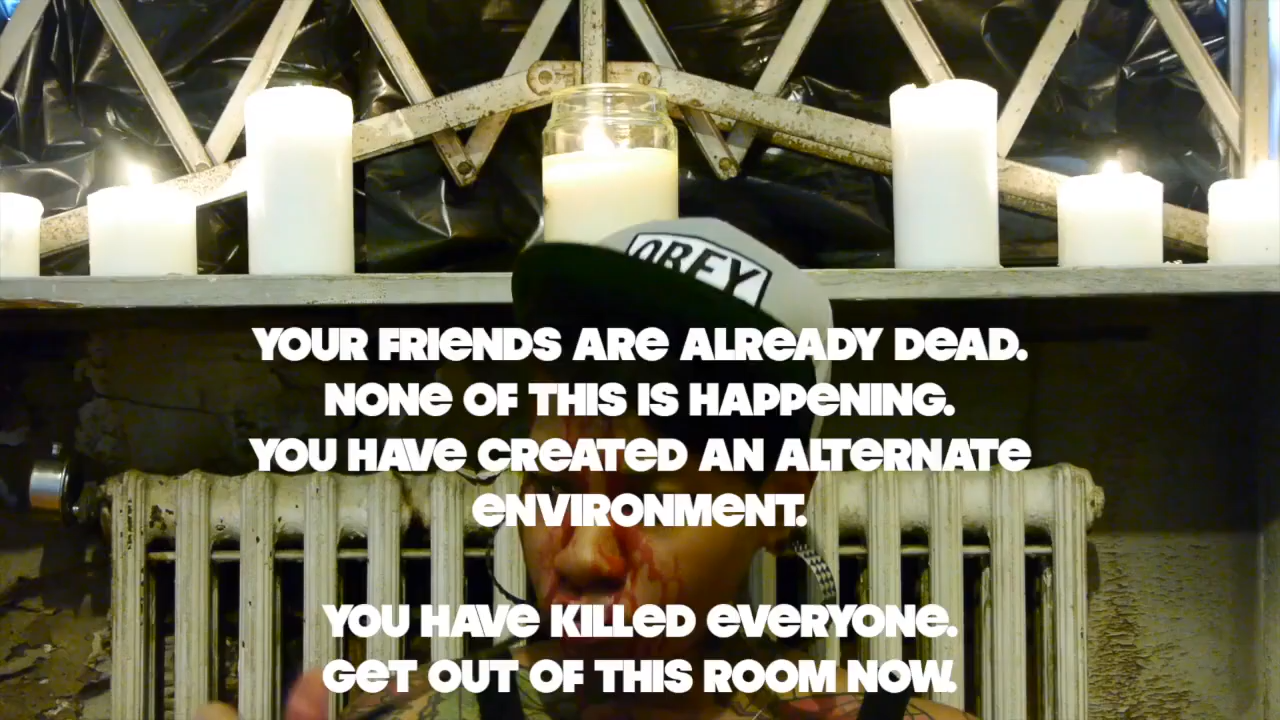 OBEY
YOUR FRIENDS ARE ALREADY DEAD.
NONE OF THIS IS HAPPENING.
YOU HAVE CREATED AN ALTERNATE
ENVIRONMENT.
YOU HAVE KILLED EVERYONE.
GET OUT OF THIS ROOM NOW.